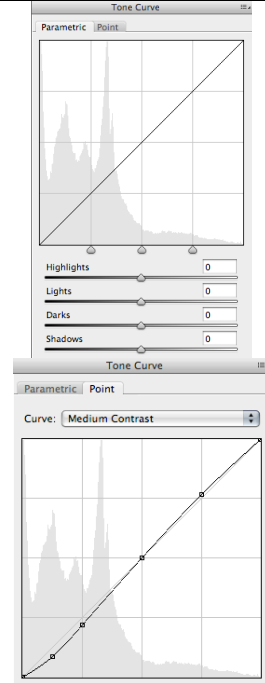 Tone Curve
Parametric Point
Highlights 0
Lights 0
Darks 0
Shadows 0
Tone Curve
Parametric Point
Curve: Medium Contrast